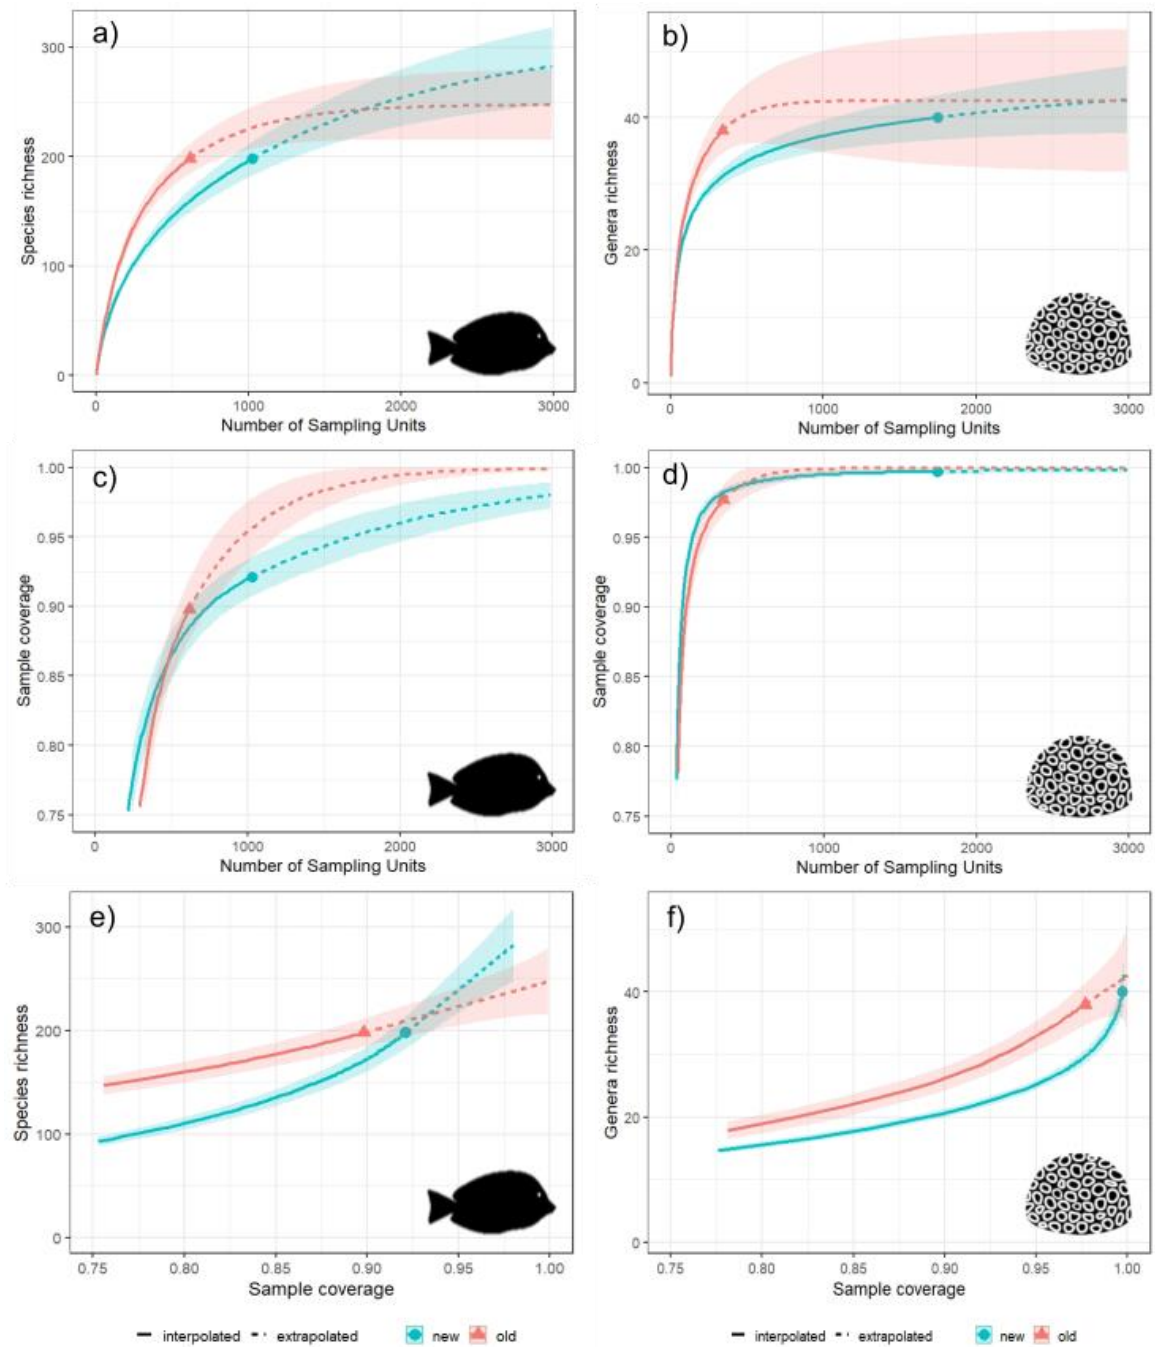 a)
300
200
100
0
Species richness
0 1000 2000 3000
Number of Sampling Units
b)
40
20
0
Genera richness
0 1000 2000 3000
Number of Sampling Units
c)
1.00
0.95
0.90
0.85
0.80
0.75
Sample coverage
0 1000 2000 3000
Number of Sampling Units
d)
1.00
0.95
0.90
0.85
0.80
0.75
Sample coverage
0 1000 2000 3000
Number of Sampling Units
e)
300
200
100
0
Species richness
0.75 0.80 0.85 0.90 0.95 1.00
Sample coverage
f)
40
20
0
Genera richness
0.75 0.80 0.85 0.90 0.95 1.00
Sample coverage
interpolated extrapolated new old
interpolated extrapolated new old